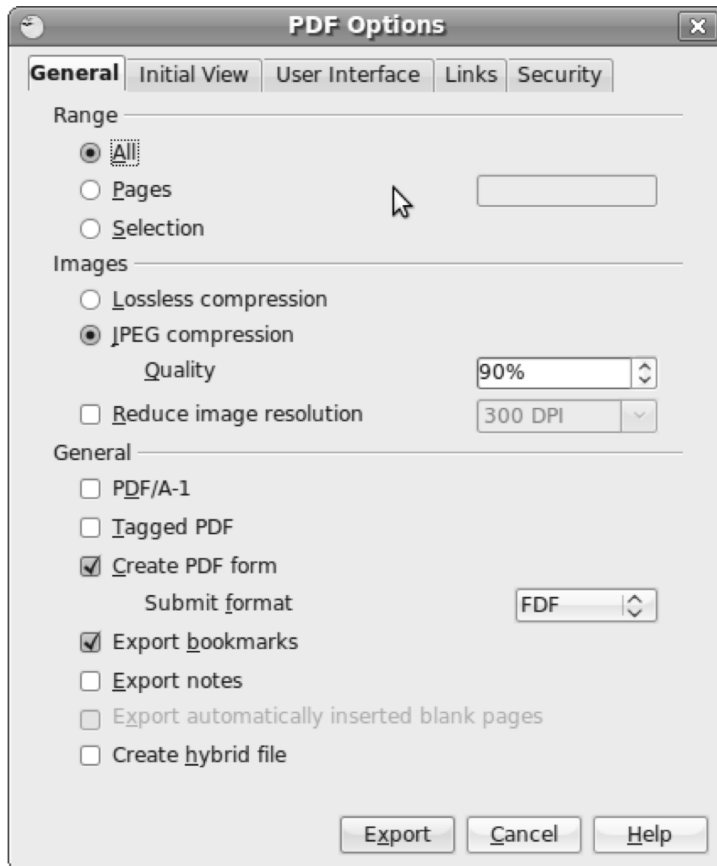 PDF Options
General Initial View User Interface Links Security
Range
All
Pages
Selection
Images
Lossless compression
JPEG compression
Quality 90%
Reduce image resolution 300 DPI
General
PDF/A-1
Tagged PDF
Create PDF form
Submit format FDF
Export bookmarks
Export notes
Export automatically inserted blank pages
Create hybrid file
Export Cancel Help